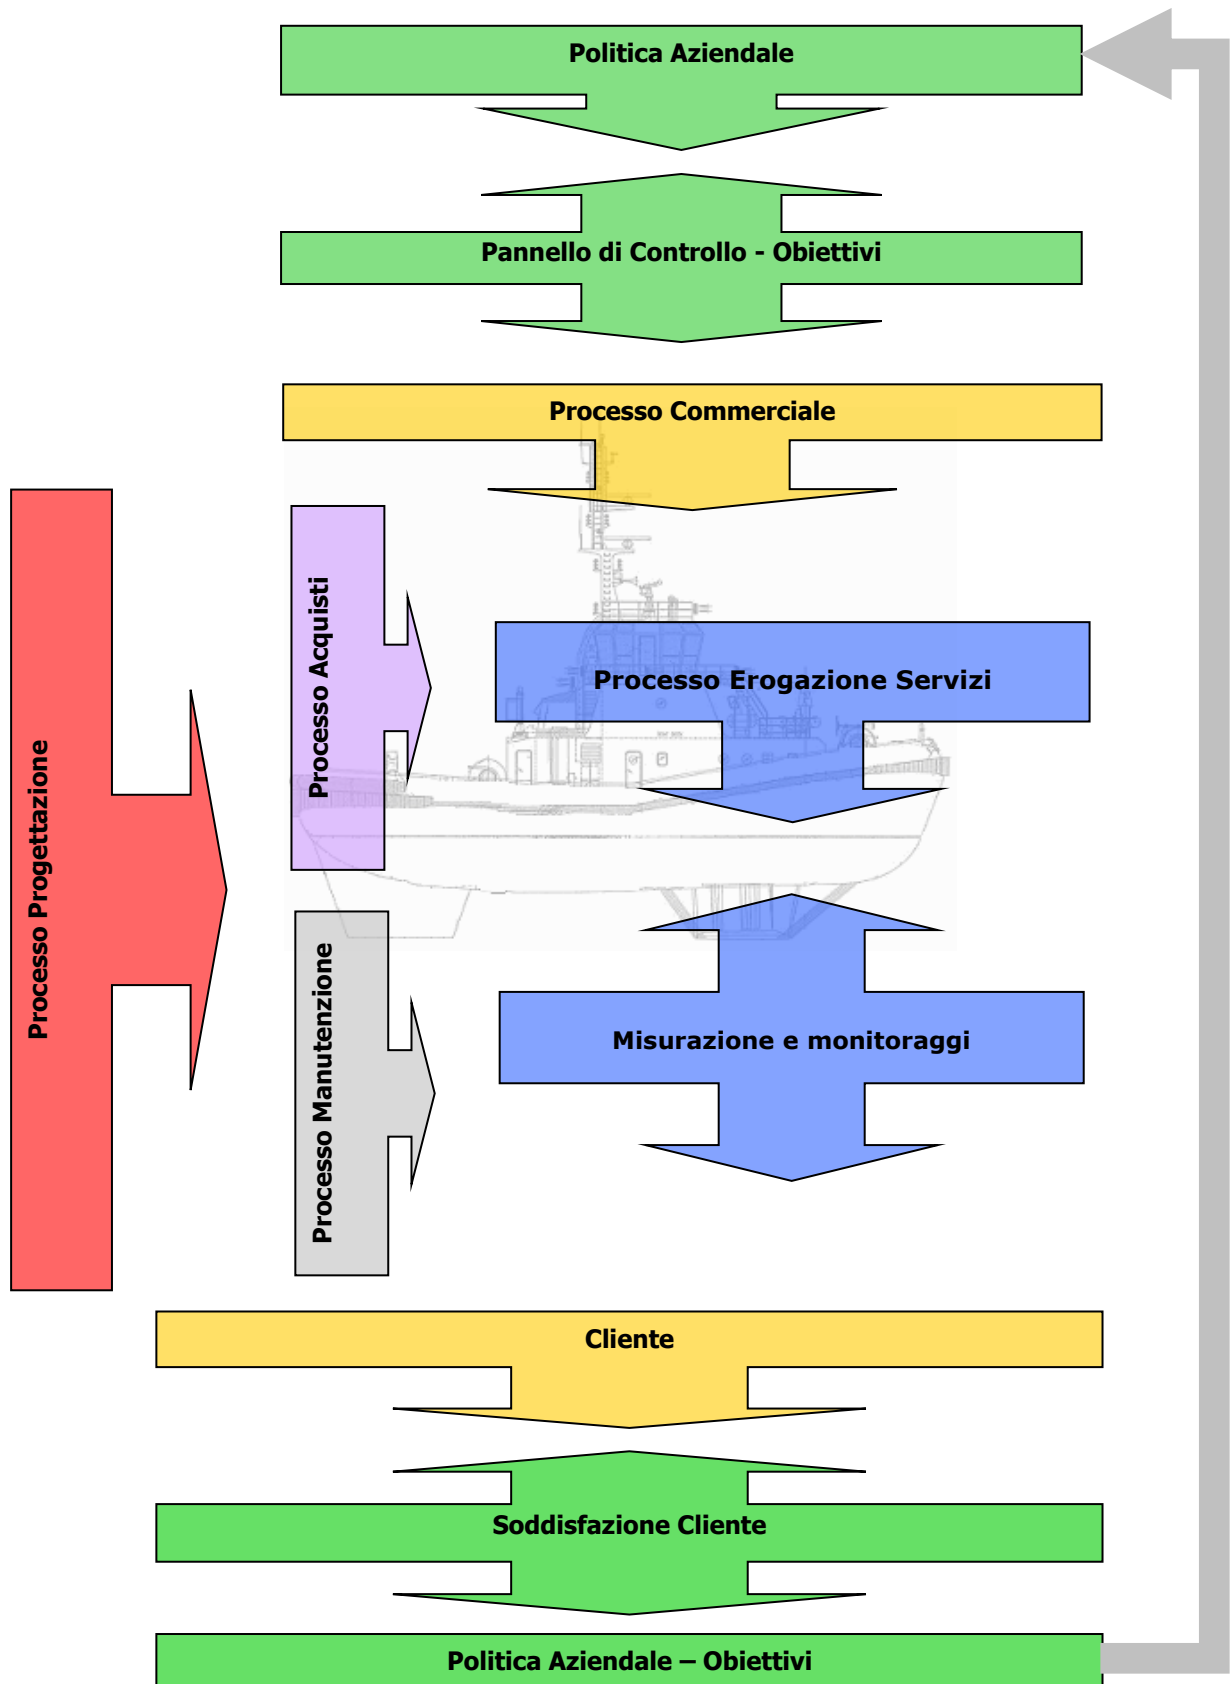 Politica Aziendale
Pannello di Controllo - Obiettivi
Processo Commerciale
Processo Progettazione
Processo Acquisti
Processo Erogazione Servizi
Processo Manutenzione
Misurazione e monitoraggi
Cliente
Soddisfazione Cliente
Politica Aziendale – Obiettivi